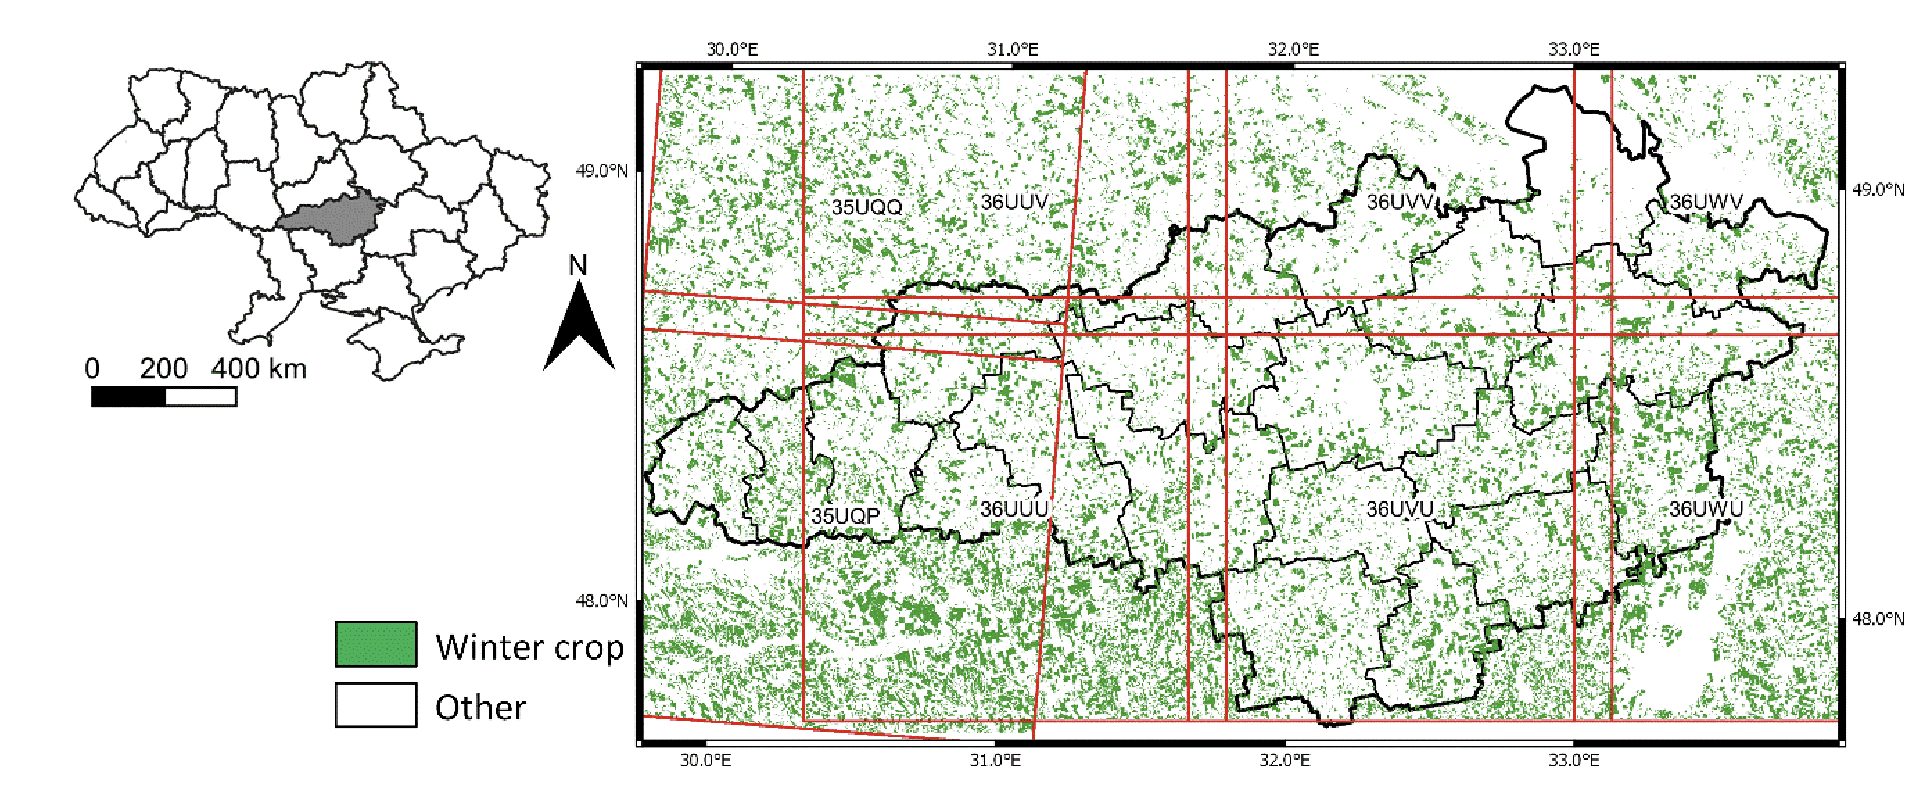 30.0°E 31.0°E 32.0°E 33.0°E
49.0°N
49.0°N
35UQQ 36UUV 36UVV 36UWV
N
0 200 400 km
35UQP 36UUU 36UVU 36UWU
48.0°N
48.0°N
Winter crop
Other
30.0°E 31.0°E 32.0°E 33.0°E